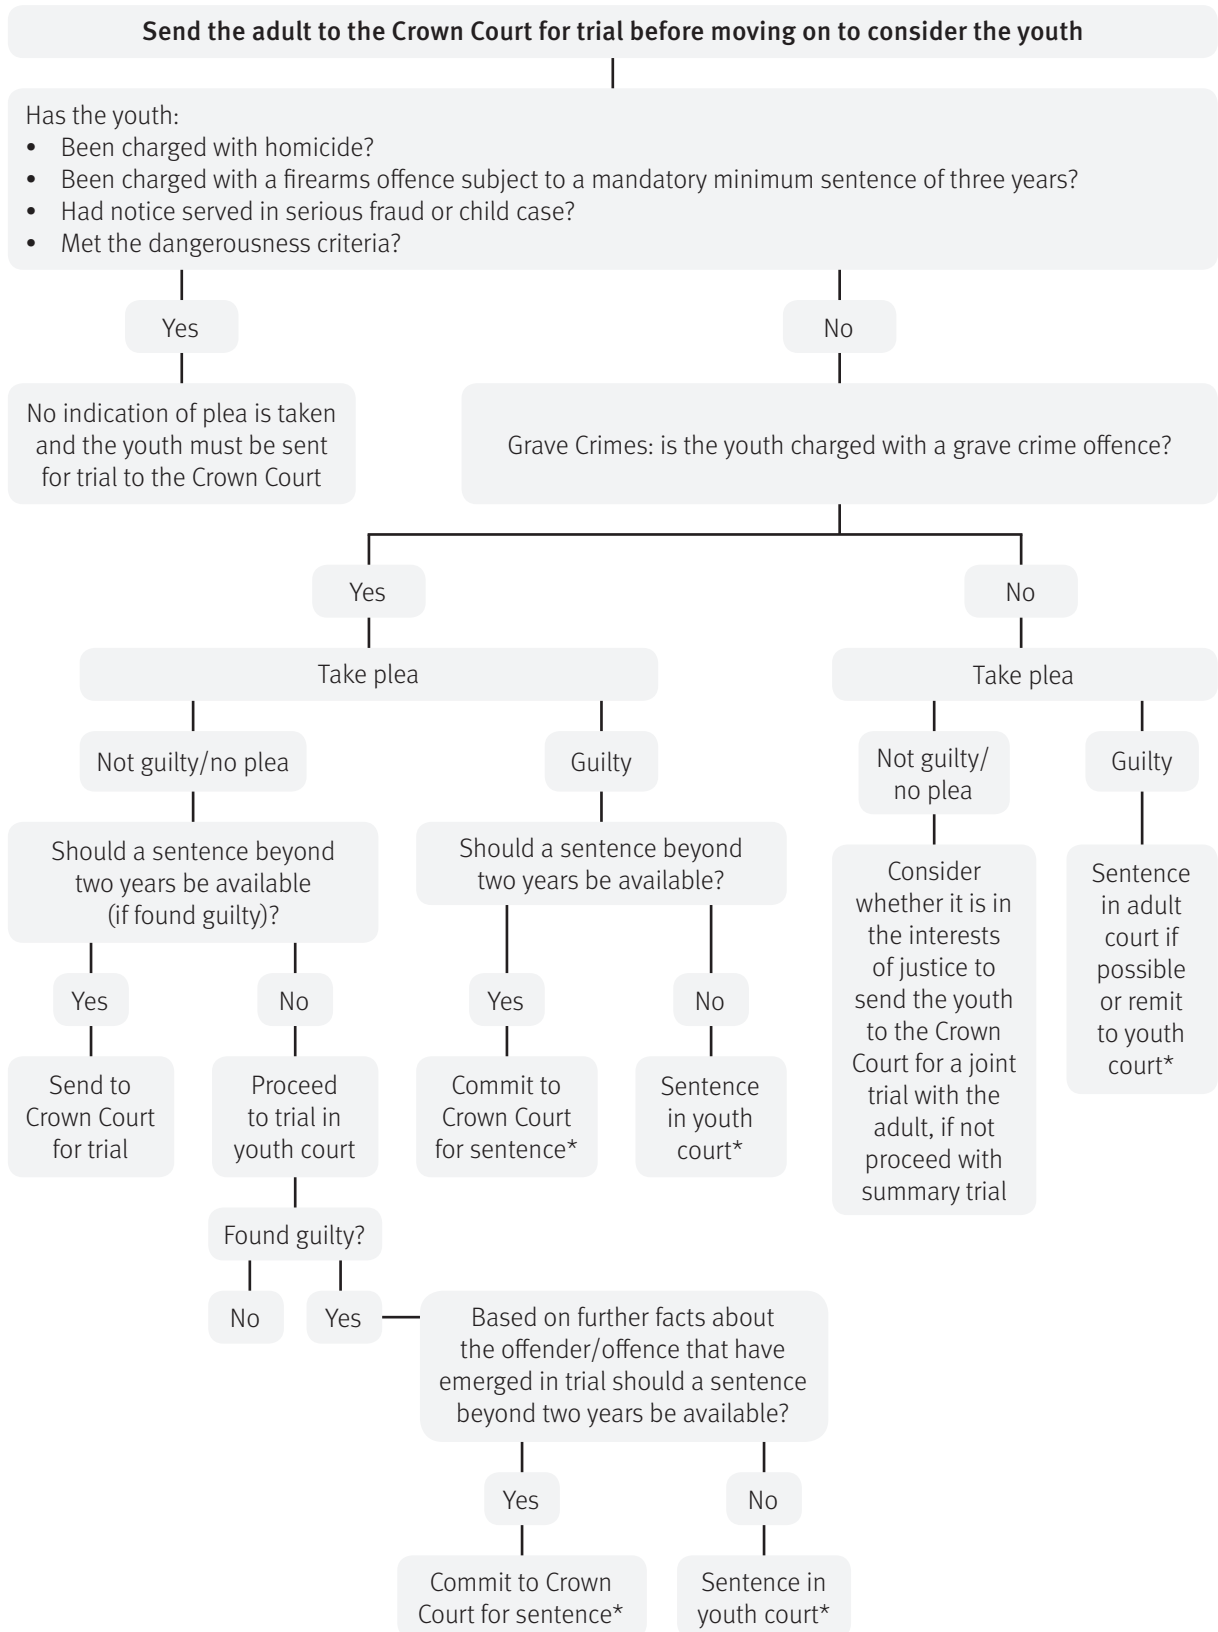 Send the adult to the Crown Court for trial before moving on to consider the youth
Has the youth:
• Been charged with homicide?
• Been charged with a firearms offence subject to a mandatory minimum sentence of three years?
• Had notice served in serious fraud or child case?
• Met the dangerousness criteria?
Yes
No indication of plea is taken
and the youth must be sent
for trial to the Crown Court
No
Grave Crimes: is the youth charged with a grave crime offence?
Yes
Take plea
Not guilty/no plea
Should a sentence beyond
two years be available
(if found guilty)?
Yes
Send to
Crown Court
for trial
No
Proceed
to trial in
youth court
Found guilty?
No
Yes
Based on further facts about
the offender/offence that have
emerged in trial should a sentence
beyond two years be available?
Yes
Commit to Crown
Court for sentence*
No
Sentence in
youth court*
Guilty
Should a sentence beyond
two years be available?
Yes
Commit to
Crown Court
for sentence*
No
Sentence
in youth
court*
No
Take plea
Not guilty/
no plea
Consider
whether it is in
the interests
of justice to
send the youth
to the Crown
Court for a joint
trial with the
adult, if not
proceed with
summary trial
Guilty
Sentence
in adult
court if
possible
or remit
to youth
court*